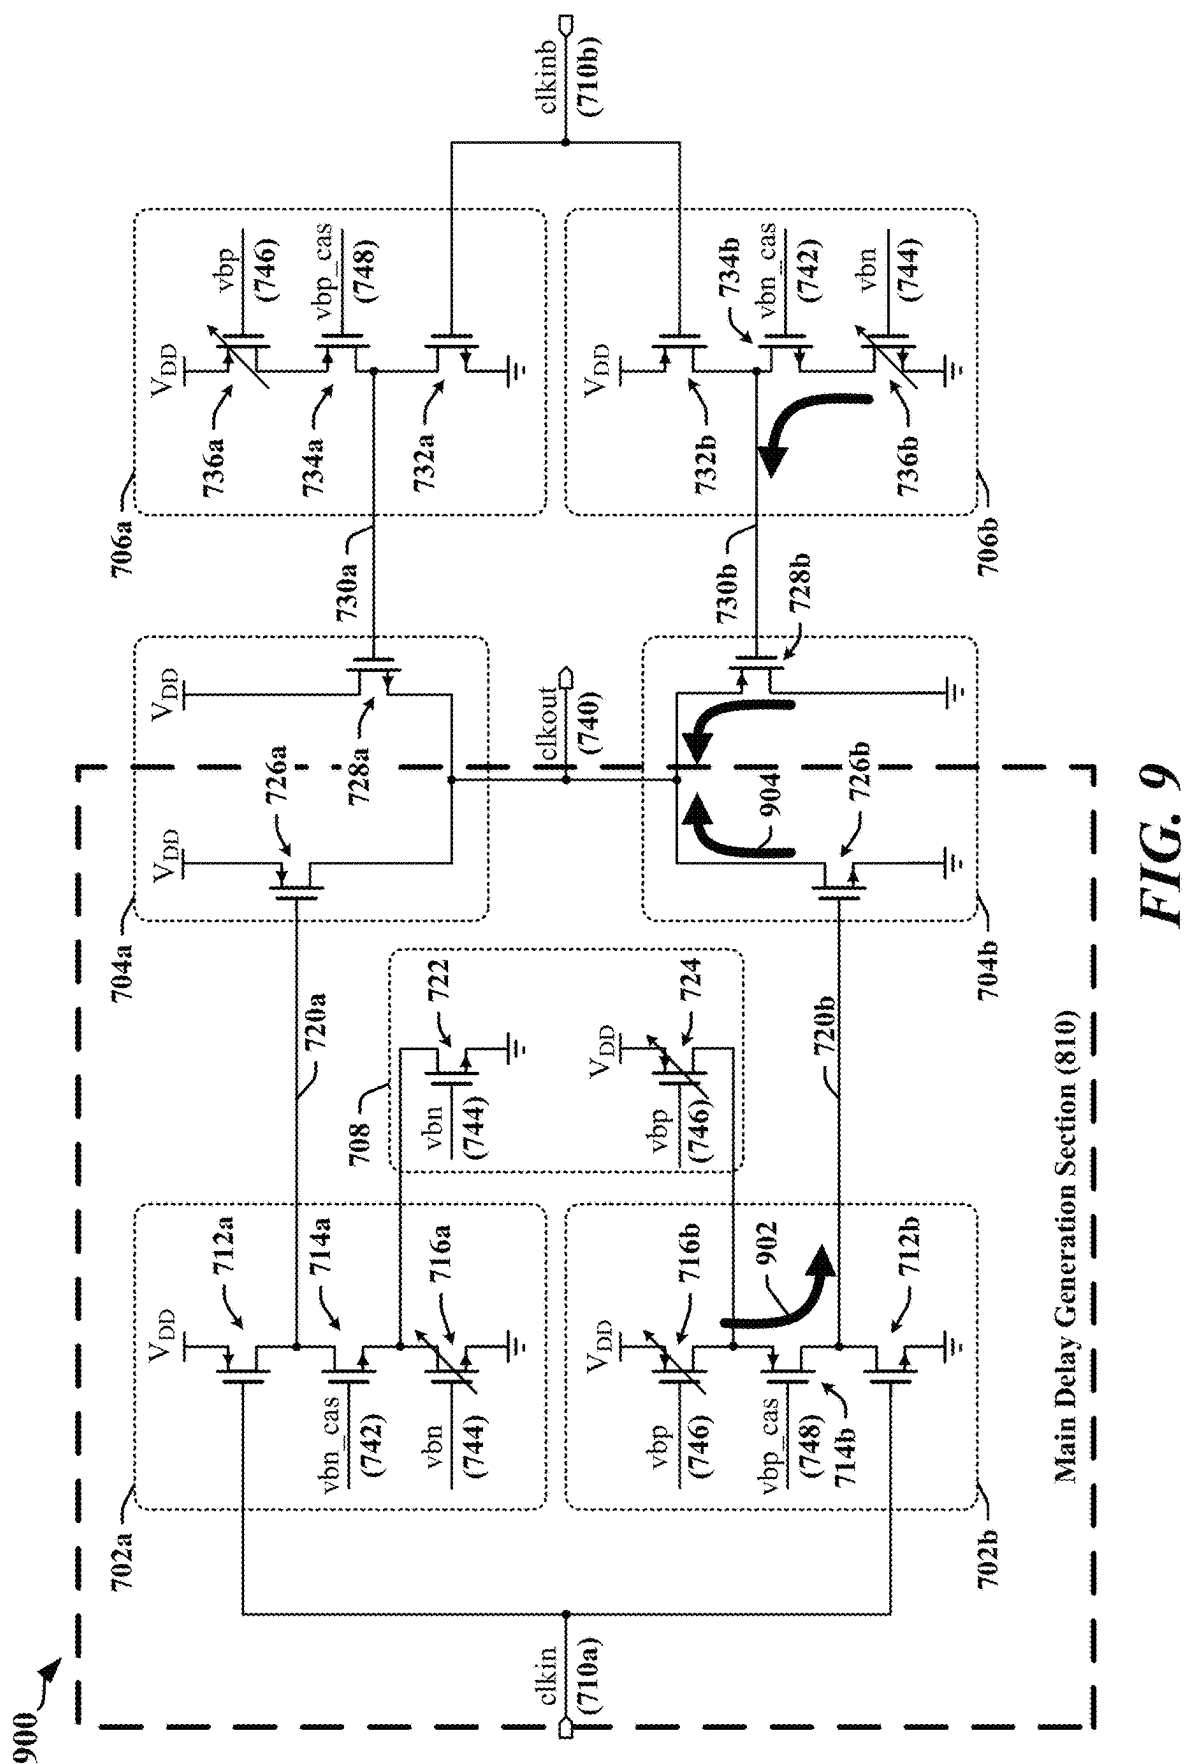 900
702a
712a
V_DD
714a
vbn_cas
(742)
716a
vbn
(744)
clkin
(710a)
V_DD
716b
vbp
(746)
902
vbp_cas
(748)
714b
712b
702b
720a
708
722
vbn
(744)
V_DD
724
vbp
(746)
720b
Main Delay Generation Section (810)
704a
V_DD
726a
V_DD
728a
clkout
(740)
904
726b
728b
704b
730a
730b
706a
V_DD
vbp
(746)
736a
vbp_cas
(748)
734a
732a
clkinb
(710b)
V_DD
732b
734b
vbn_cas
(742)
vbn
(744)
736b
706b
FIG. 9